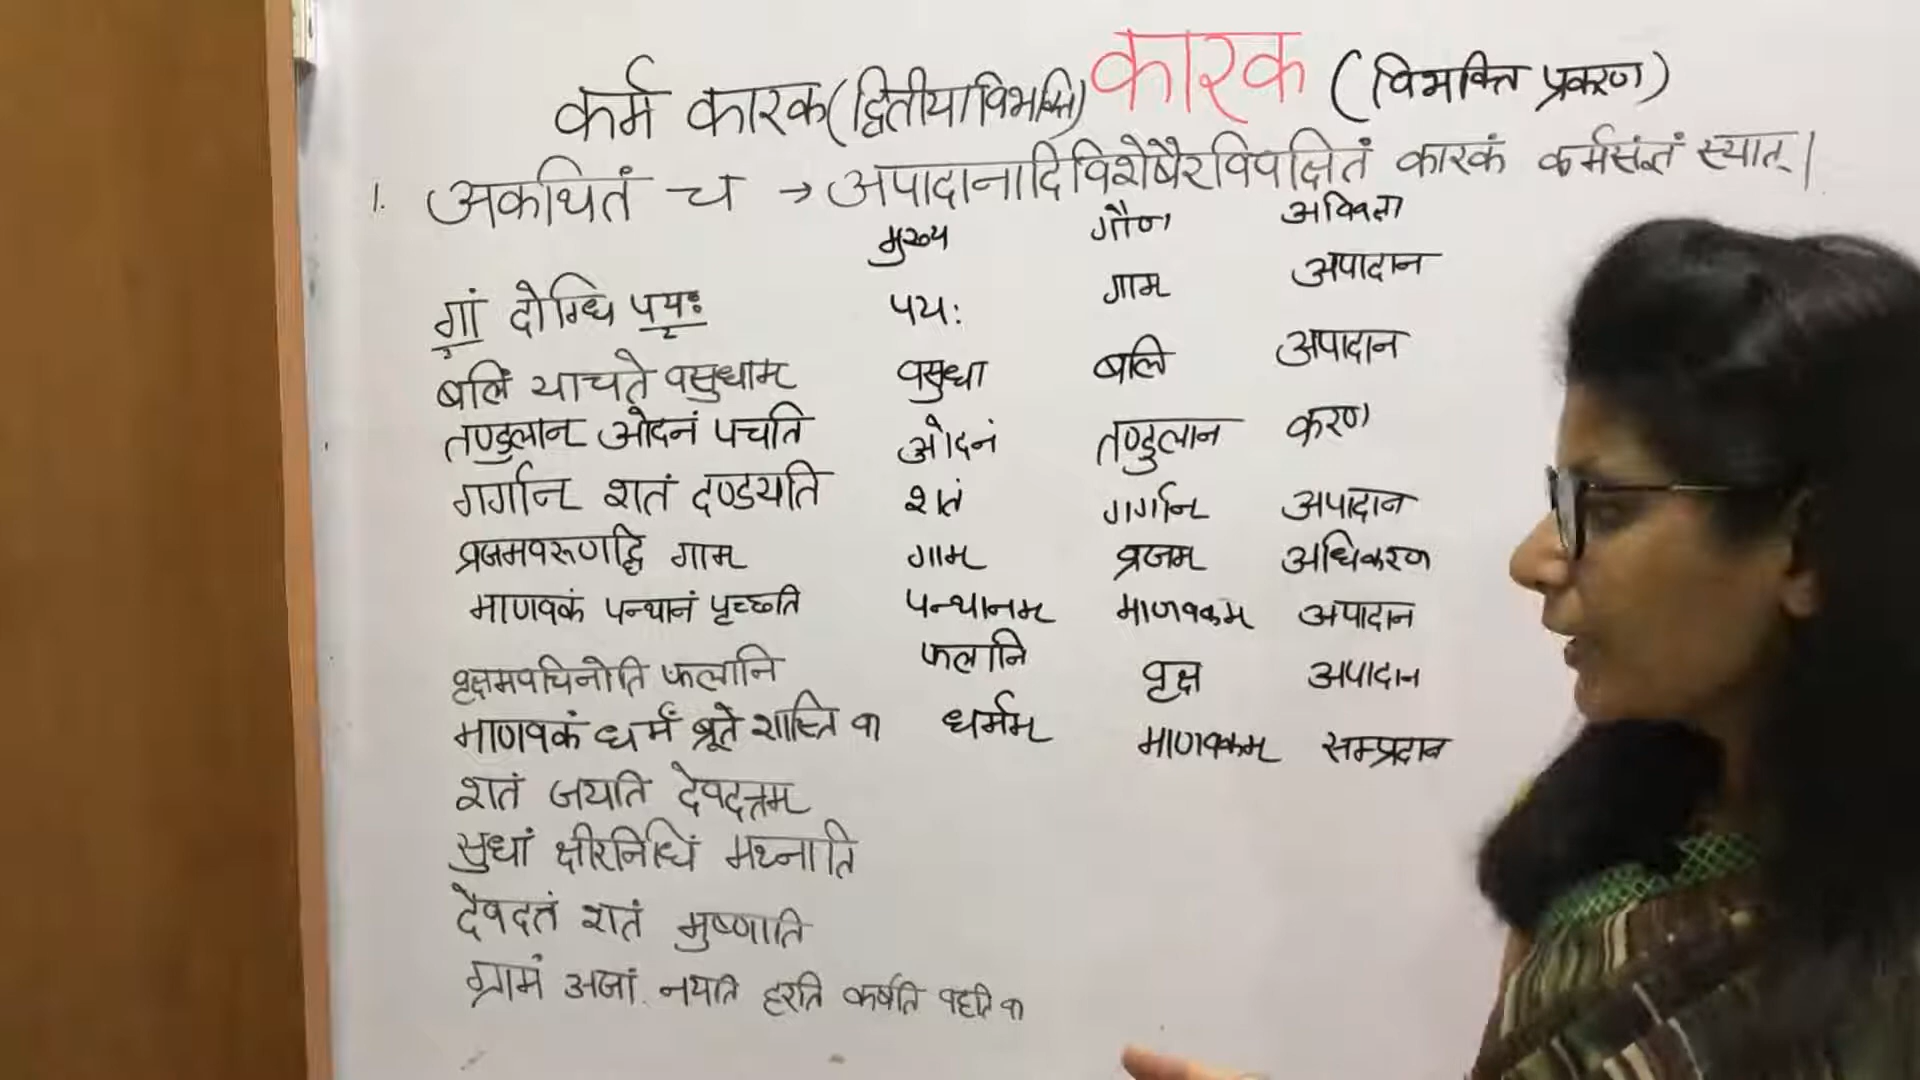 कारक (विभक्ति प्रकरण)
कर्म कारक (द्वितीया विभक्ति)
1. अकथितं च → अपादानादिविशेषैरविवक्षितं कारकं कर्मसंज्ञं स्यात् |
मुख्य गौण अविवक्षा
गां दोग्धि पयः पयः गाम् अपादान
बलिं याचते वसुधाम् वसुधा बलि अपादान
तण्डुलान् ओदनं पचति ओदनं तण्डुलान करण
गर्गान् शतं दण्डयति शतं गर्गान् अपादान
व्रजमवरूणद्धि गाम् गाम् व्रजम अधिकरण
माणवकं पन्थानं पृच्छति पन्थानम् माणवकम् अपादान
वृक्षमवचिनोति फलानि फलानि वृक्ष अपादान
माणवकं धर्मं ब्रूते शास्ति वा धर्मम् माणवकम् सम्प्रदान
शतं जयति देवदत्तम्
सुधां क्षीरनिधिं मथ्नाति
देवदतं शतं मुष्णाति
ग्रामं अजां नयति हरति कर्षति वहति वा